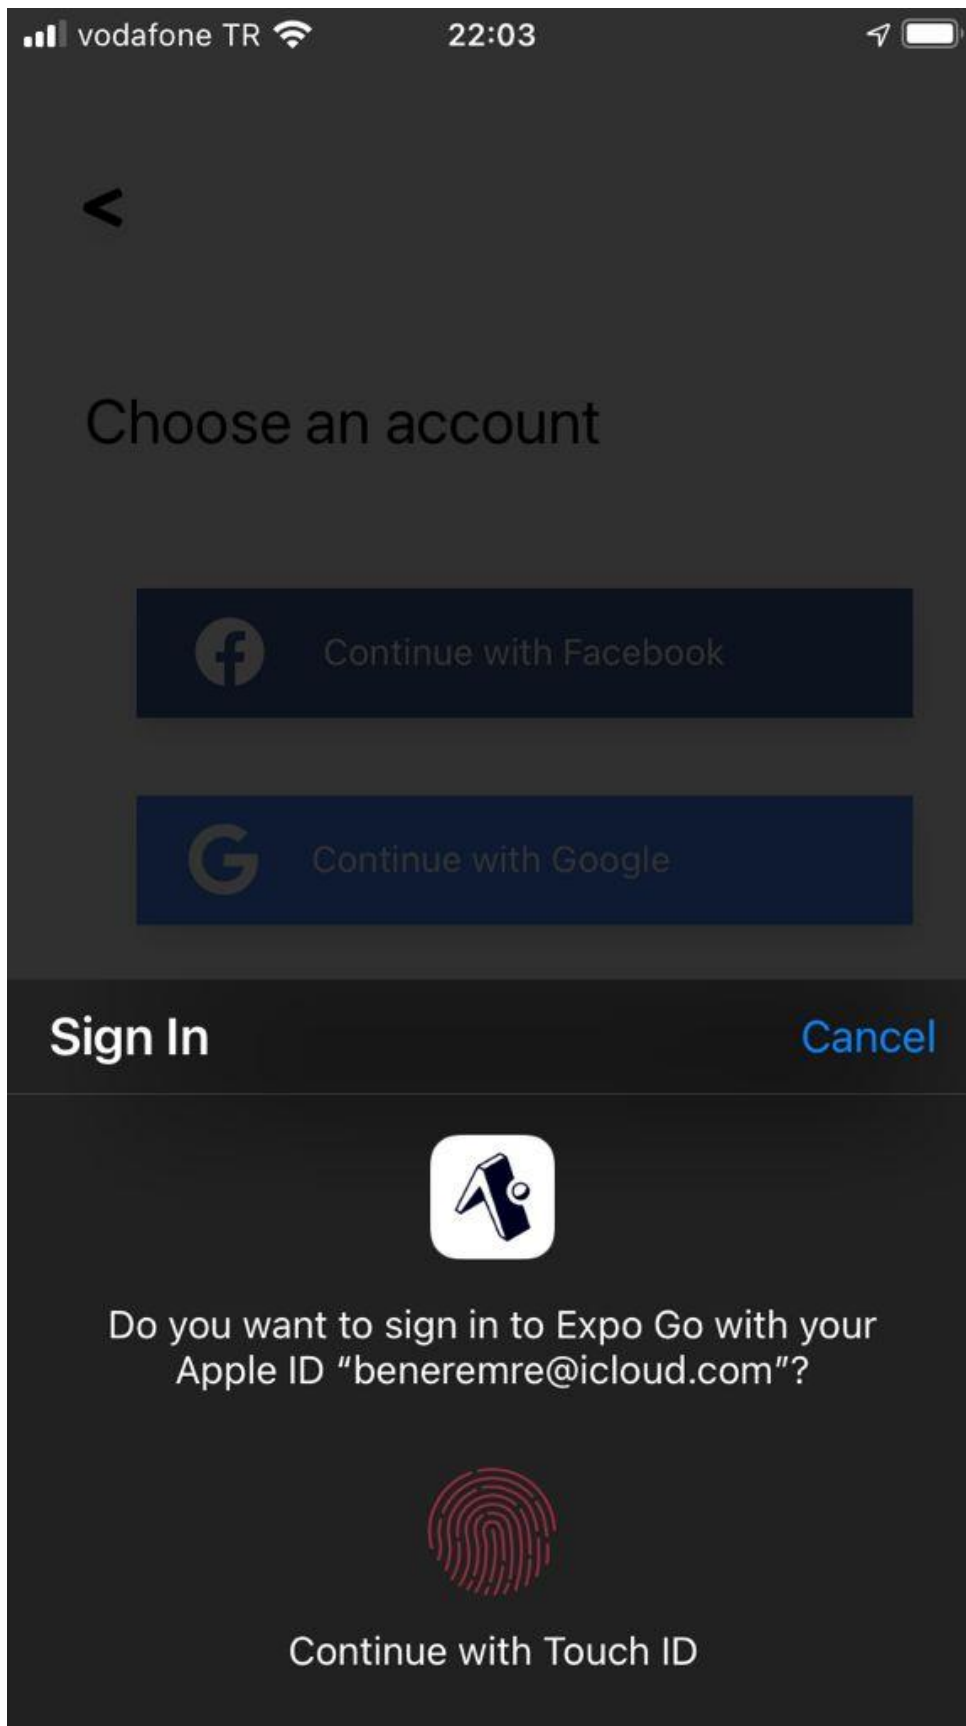 vodafone TR 22:03
<
Choose an account
Continue with Facebook
G Continue with Google
Sign In Cancel
Do you want to sign in to Expo Go with your
Apple ID “beneremre@icloud.com”?
Continue with Touch ID